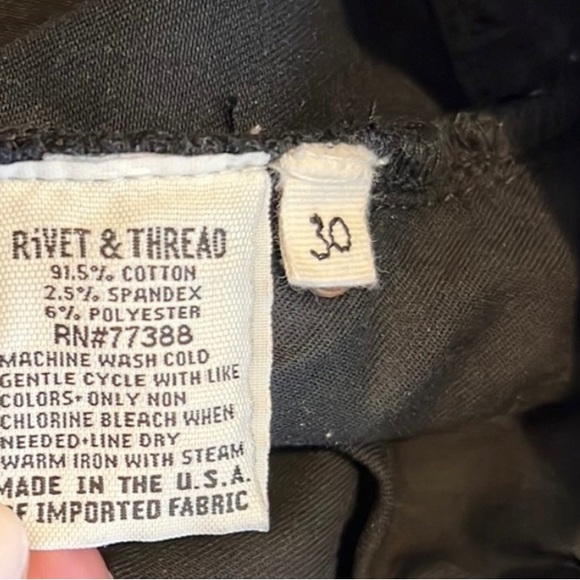 RiVET & THREAD
91.5% COTTON
2.5% SPANDEX
6% POLYESTER
RN#77388
MACHINE WASH COLD
GENTLE CYCLE WITH LIKE
COLORS• ONLY NON
CHLORINE BLEACH WHEN
NEEDED•LINE DRY
WARM IRON WITH STEAM
MADE IN THE U.S.A.
OF IMPORTED FABRIC
30